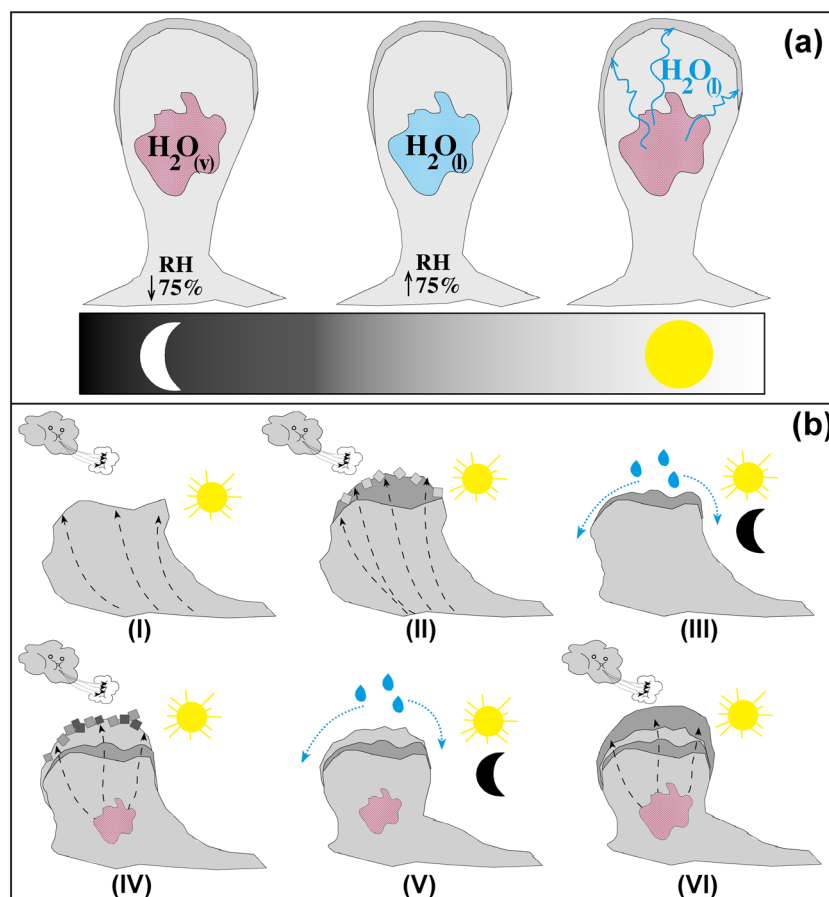 (a)
H2O(v)
H2O(l)
H2O(l)
RH
↓ 75%
RH
↑ 75%
(b)
(I)
(II)
(III)
(IV)
(V)
(VI)